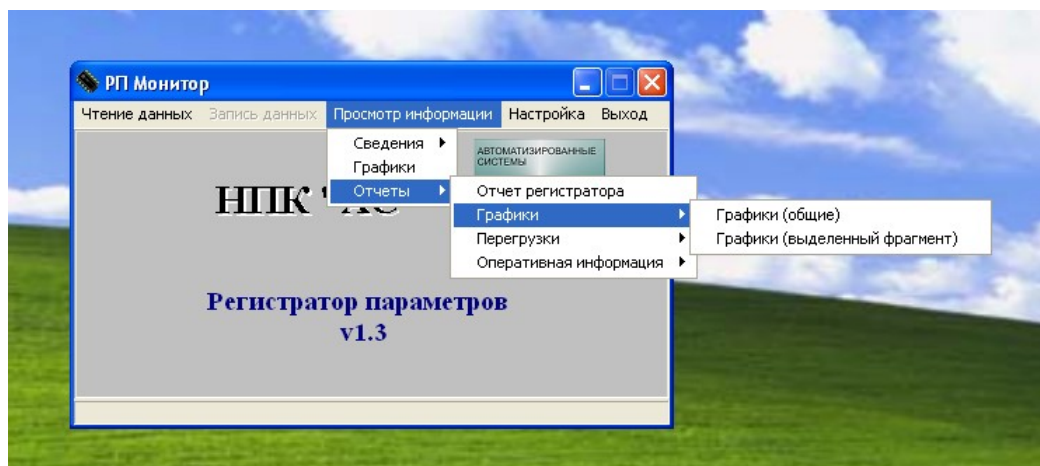 РП Монитор
Чтение данных Запись данных Просмотр информации Настройка Выход
Сведения
Графики
Отчеты
АВТОМАТИЗИРОВАННЫЕ
СИСТЕМЫ
НПК "АС
Отчет регистратора
Графики
Перегрузки
Оперативная информация
Графики (общие)
Графики (выделенный фрагмент)
Регистратор параметров
v1.3